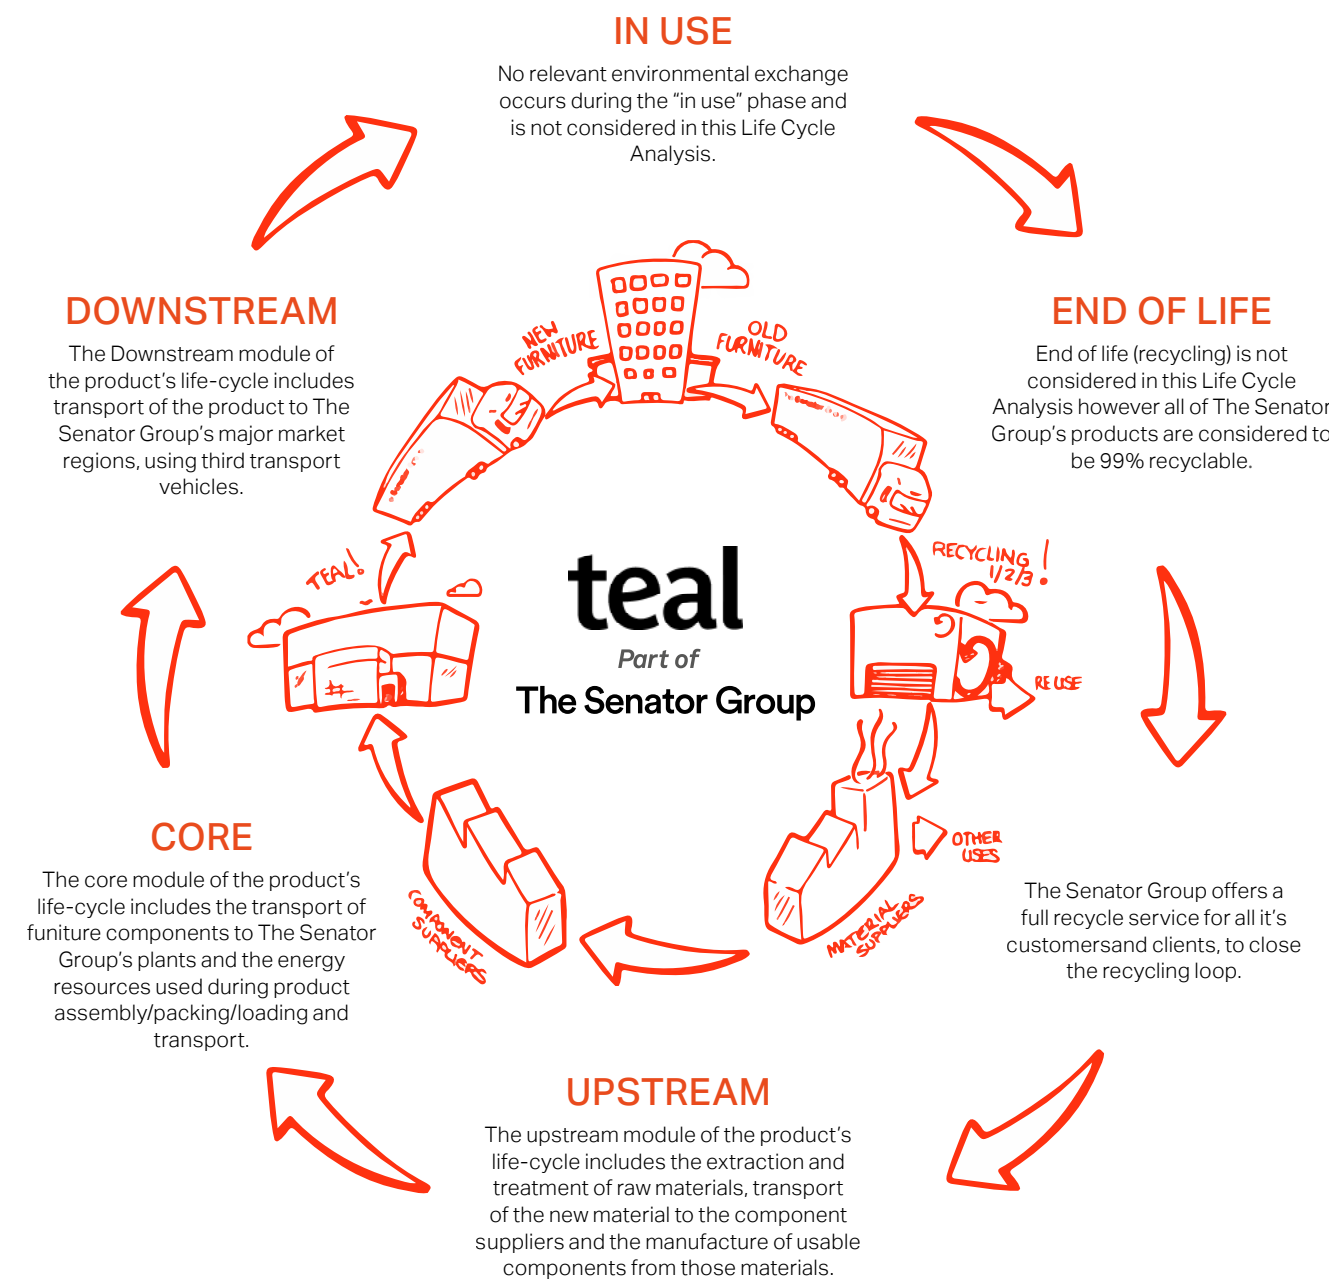 IN USE
No relevant environmental exchange
occurs during the “in use” phase and
is not considered in this Life Cycle
Analysis.
DOWNSTREAM
The Downstream module of
the product’s life-cycle includes
transport of the product to The
Senator Group’s major market
regions, using third transport
vehicles.
END OF LIFE
End of life (recycling) is not
considered in this Life Cycle
Analysis however all of The Senator
Group’s products are considered to
be 99% recyclable.
NEW
FURNITURE
OLD
FURNITURE
Senator
Senator
TEAL!
RECYCLING !
1/2/3
teal
Part of
The Senator Group
RE USE
OTHER
USES
COMPONENT
SUPPLIERS
MATERIAL
SUPPLIERS
CORE
The core module of the product’s
life-cycle includes the transport of
funiture components to The Senator
Group’s plants and the energy
resources used during product
assembly/packing/loading and
transport.
The Senator Group offers a
full recycle service for all it’s
customersand clients, to close
the recycling loop.
UPSTREAM
The upstream module of the product’s
life-cycle includes the extraction and
treatment of raw materials, transport
of the new material to the component
suppliers and the manufacture of usable
components from those materials.